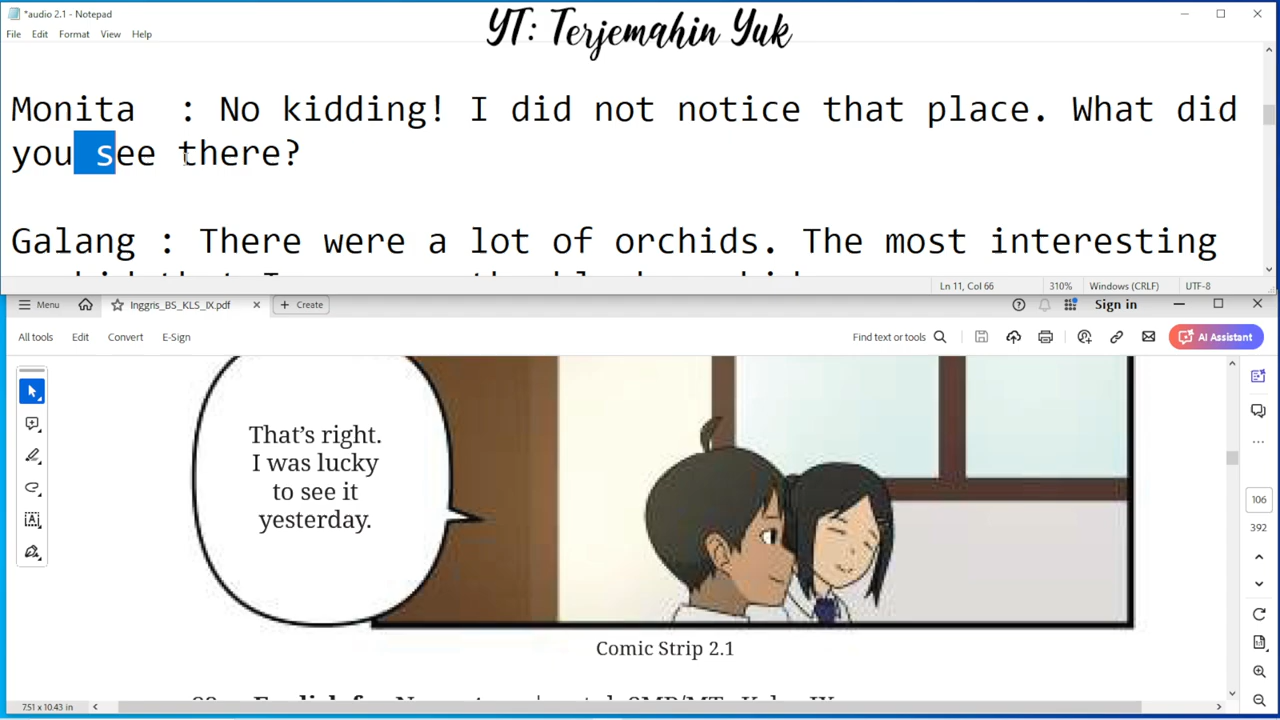 *audio 2.1 - Notepad
YT: Terjemahin Yuk
File Edit Format View Help
Monita : No kidding! I did not notice that place. What did
you see there?
Galang : There were a lot of orchids. The most interesting
Ln 11, Col 66 310% Windows (CRLF) UTF-8
Menu Inggris_BS_KLS_IX.pdf Create Sign in
All tools Edit Convert E-Sign Find text or tools AI Assistant
That's right.
I was lucky
to see it
yesterday.
106
392
Comic Strip 2.1
7.51 x 10.43 in